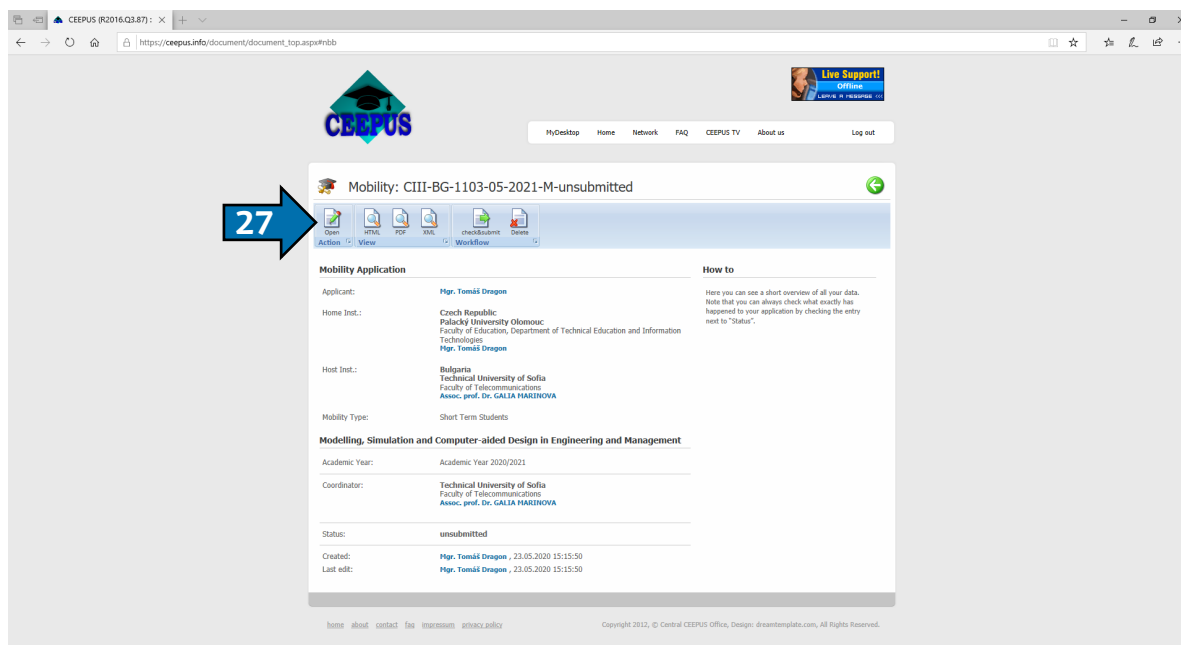 CEEPUS (R2016.Q3.87) :
https://ceepus.info/document/document_top.aspx#nbb
CEEPUS
Live Support!
Offline
LEAVE A MESSAGE
MyDesktop Home Network FAQ CEEPUS TV About us Log out
Mobility: CIII-BG-1103-05-2021-M-unsubmitted
27
Open HTML PDF XML check&submit Delete
Action View Workflow
Mobility Application
How to
Applicant: Mgr. Tomáš Dragon
Here you can see a short overview of all your data.
Note that you can always check what exactly has
happened to your application by checking the entry
next to "Status".
Home Inst.: Czech Republic
Palacký University Olomouc
Faculty of Education, Department of Technical Education and Information
Technologies
Mgr. Tomáš Dragon
Host Inst.: Bulgaria
Technical University of Sofia
Faculty of Telecommunications
Assoc. prof. Dr. GALIA MARINOVA
Mobility Type: Short Term Students
Modelling, Simulation and Computer-aided Design in Engineering and Management
Academic Year: Academic Year 2020/2021
Coordinator: Technical University of Sofia
Faculty of Telecommunications
Assoc. prof. Dr. GALIA MARINOVA
Status: unsubmitted
Created: Mgr. Tomáš Dragon , 23.05.2020 15:15:50
Last edit: Mgr. Tomáš Dragon , 23.05.2020 15:15:50
home about contact faq impressum privacy policy
Copyright 2012, © Central CEEPUS Office, Design: dreamtemplate.com, All Rights Reserved.